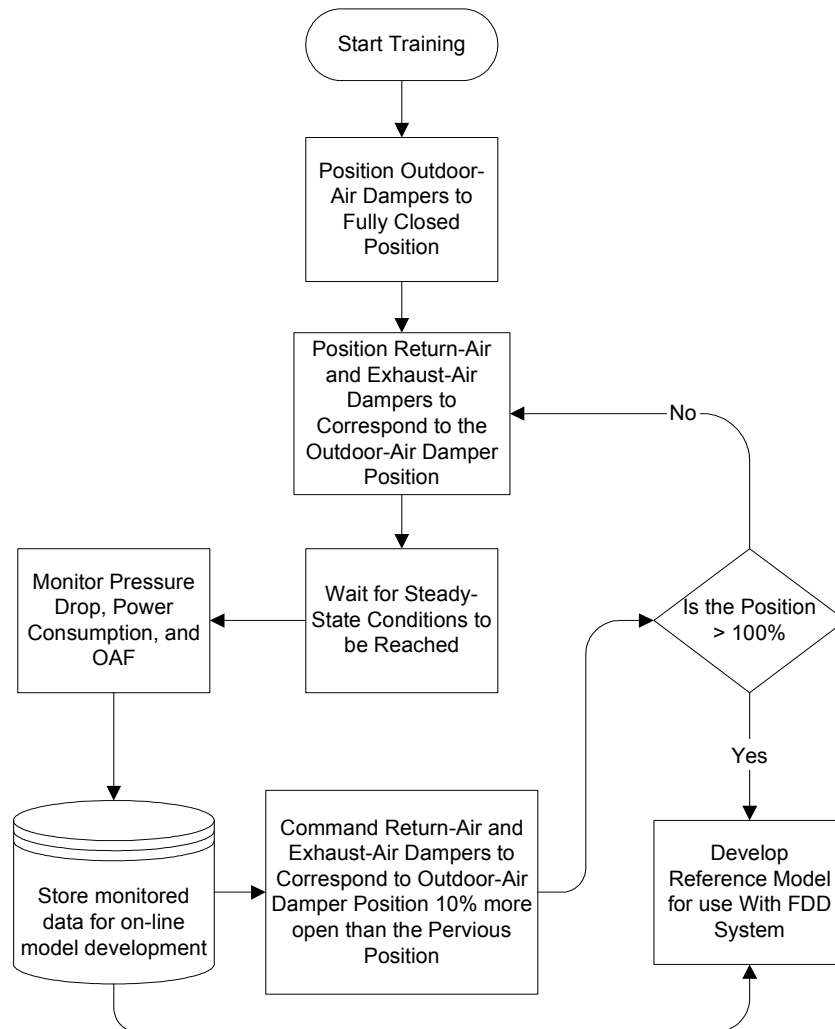 Start Training
Position Outdoor-
Air Dampers to
Fully Closed
Position
Position Return-Air
and Exhaust-Air
Dampers to
Correspond to the
Outdoor-Air Damper
Position
No
Wait for Steady-
State Conditions to
be Reached
Monitor Pressure
Drop, Power
Consumption, and
OAF
Is the Position
> 100%
Yes
Store monitored
data for on-line
model development
Command Return-Air and
Exhaust-Air Dampers to
Correspond to Outdoor-Air
Damper Position 10% more
open than the Pervious
Position
Develop
Reference Model
for use With FDD
System